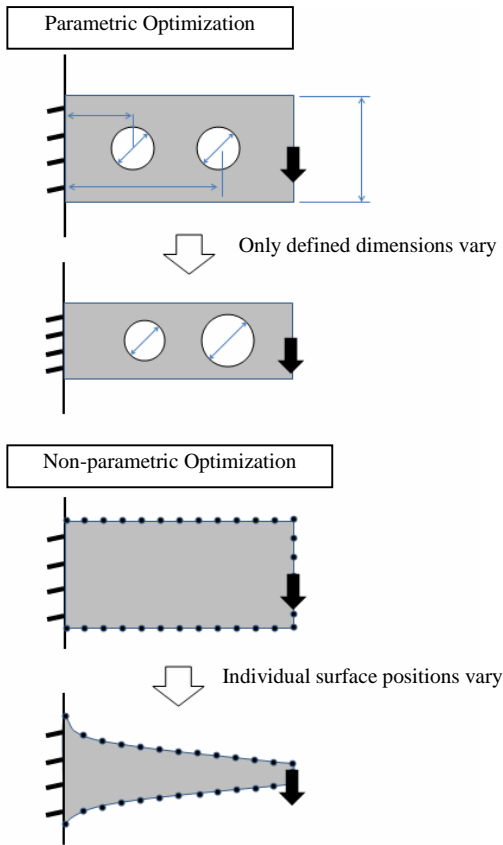 Parametric Optimization
Only defined dimensions vary
Non-parametric Optimization
Individual surface positions vary